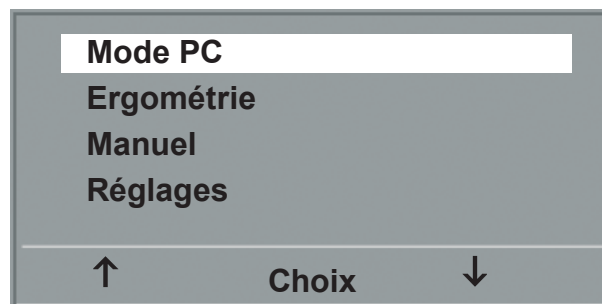 Mode PC
Ergométrie
Manuel
Réglages
↑ Choix ↓